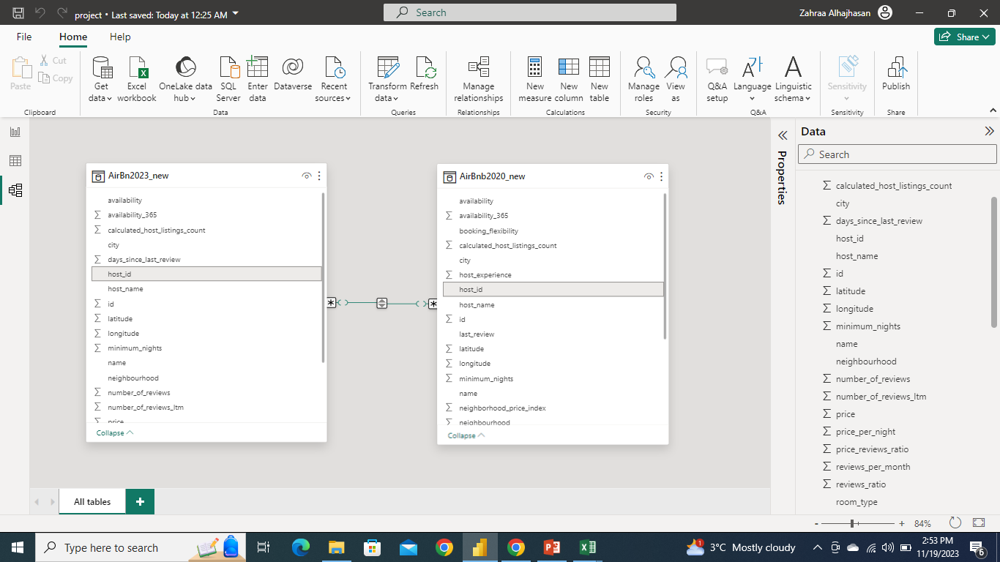 project • Last saved: Today at 12:25 AM
Search
Zahraa Alhajhasan
File
Home
Help
Share
Paste
Cut
Copy
Get data
Excel workbook
OneLake data hub
SQL Server
Enter data
Dataverse
Recent sources
Transform data
Refresh
Manage relationships
New measure
New column
New table
Manage roles
View as
Q&A setup
Language
Linguistic schema
Sensitivity
Publish
Clipboard
Data
Queries
Relationships
Calculations
Security
Q&A
Sensitivity
Share
AirBn2023_new
availability
availability_365
calculated_host_listings_count
city
days_since_last_review
host_id
host_name
id
latitude
longitude
minimum_nights
name
neighbourhood
number_of_reviews
number_of_reviews_ltm
price
Collapse
AirBnb2020_new
availability
availability_365
booking_flexibility
calculated_host_listings_count
city
host_experience
host_id
host_name
id
last_review
latitude
longitude
minimum_nights
name
neighborhood_price_index
neighbourhood
Collapse
Properties
Data
Search
calculated_host_listings_count
city
days_since_last_review
host_id
host_name
id
latitude
longitude
minimum_nights
name
neighbourhood
number_of_reviews
number_of_reviews_ltm
price
price_per_night
price_reviews_ratio
reviews_per_month
reviews_ratio
room_type
All tables
- + 84%
Type here to search
1
3°C Mostly cloudy
2:53 PM
11/19/2023
6